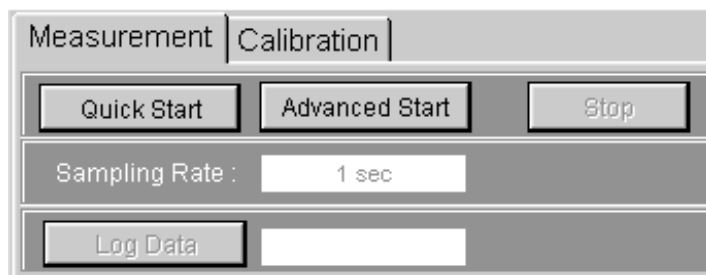 Measurement Calibration
Quick Start Advanced Start Stop
Sampling Rate : 1 sec
Log Data